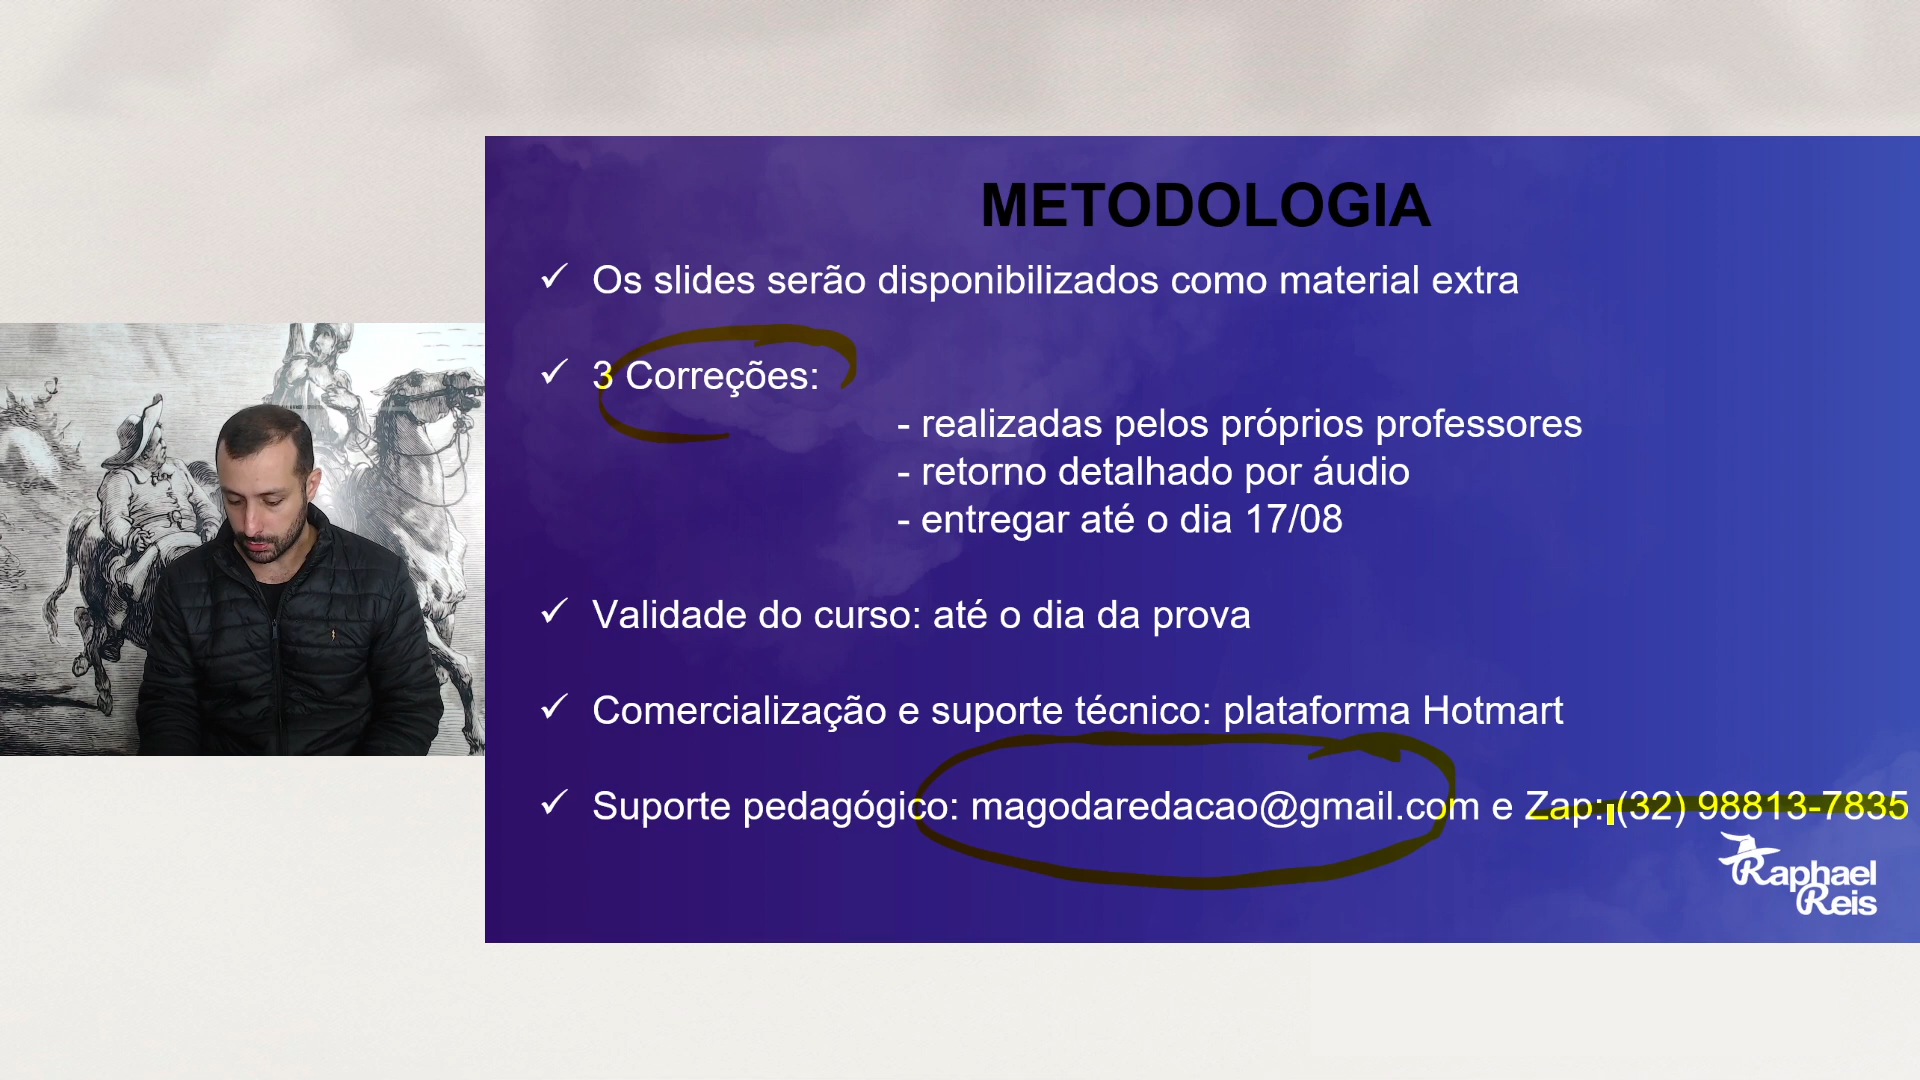 METODOLOGIA
✓ Os slides serão disponibilizados como material extra
✓ 3 Correções:
- realizadas pelos próprios professores
- retorno detalhado por áudio
- entregar até o dia 17/08
✓ Validade do curso: até o dia da prova
✓ Comercialização e suporte técnico: plataforma Hotmart
✓ Suporte pedagógico: magodaredacao@gmail.com e Zap: (32) 98813-7835
Raphael
Reis